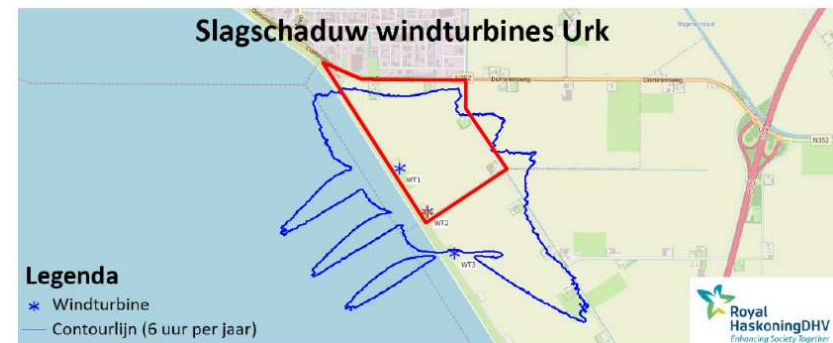 Slagschaduw windturbines Urk
N352
Domineesweg
N352
WT1
WT2
WT3
Legenda
Windturbine
Contourlijn (6 uur per jaar)
Royal
HaskoningDHV
Enhancing Society Together